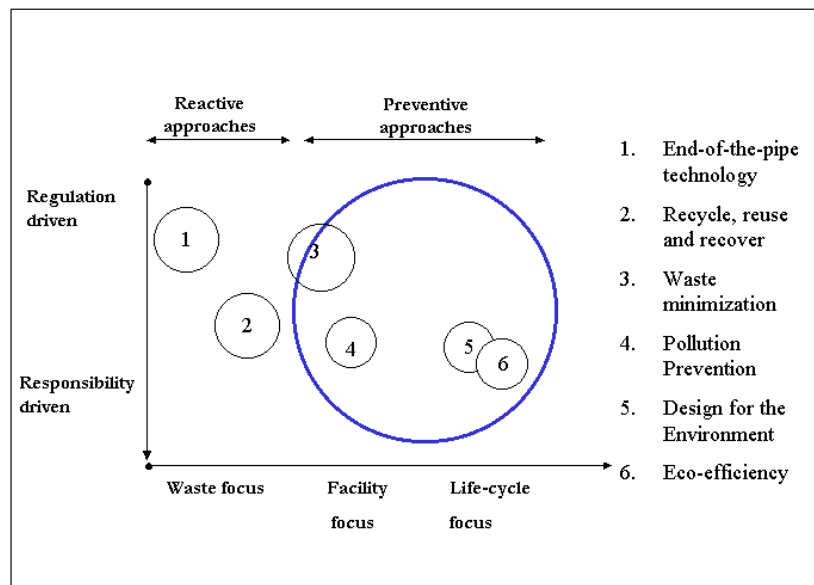 Reactive
approaches
Preventive
approaches
Regulation
driven
Responsibility
driven
1
2
3
4
5
6
Waste focus
Facility
focus
Life-cycle
focus
1. End-of-the-pipe
technology
2. Recycle, reuse
and recover
3. Waste
minimization
4. Pollution
Prevention
5. Design for the
Environment
6. Eco-efficiency